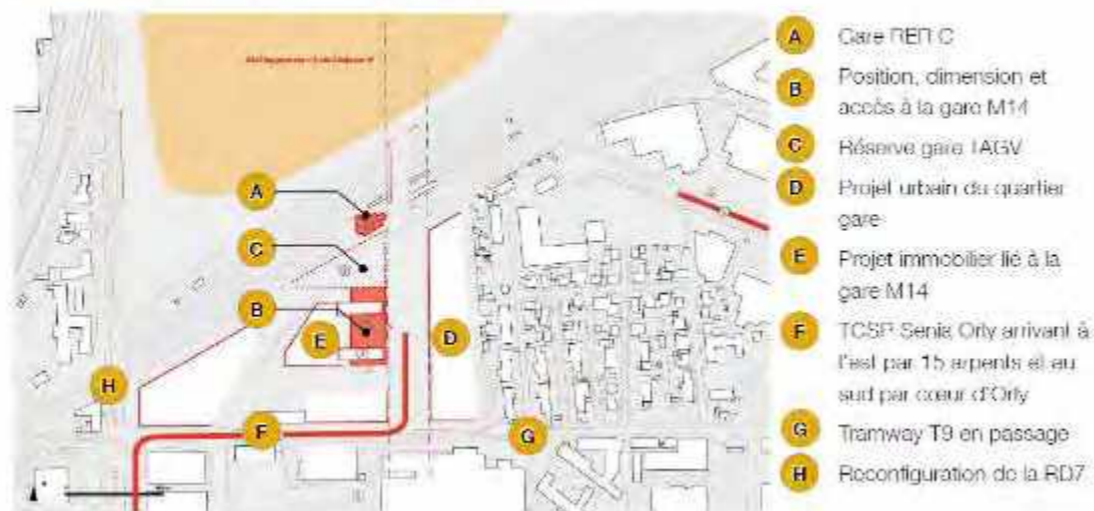 A Gare RER C
B Position, dimension et
accès à la gare M14
C Réserve gare TAGV
D Projet urbain du quartier
gare
E Projet immobilier lié à la
gare M14
F TCSP Senia Orly arrivant à
l'est par 15 arpents et au
sud par cœur d'Orly
G Tramway T9 en passage
H Reconfiguration de la RD7
A
C
B
E
D
H
F
G